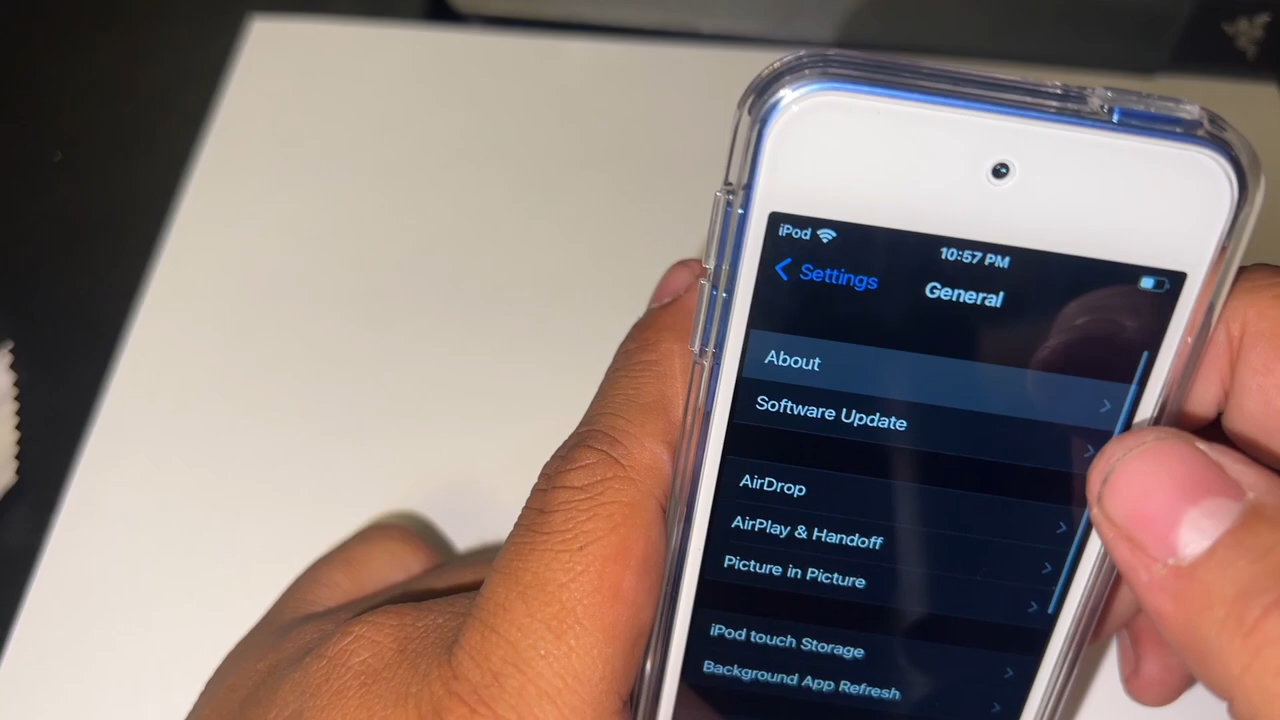 iPod
10:57 PM
Settings
General
About
Software Update
AirDrop
AirPlay & Handoff
Picture in Picture
iPod touch Storage
Background App Refresh